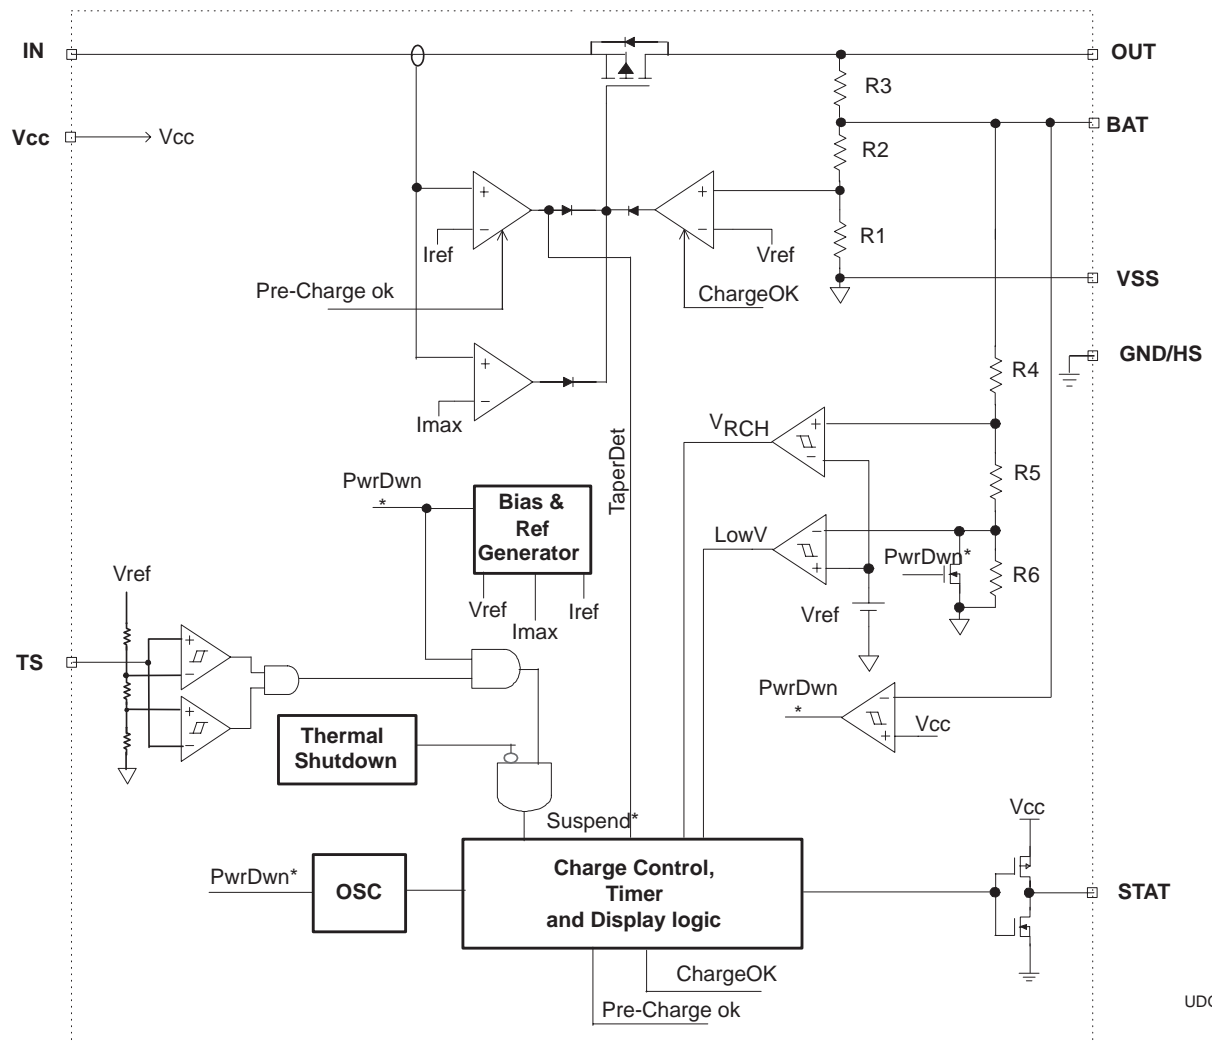 IN
OUT
R3
Vcc
Vcc
BAT
R2
+
+
R1
−
−
Iref
Vref
VSS
Pre-Charge ok
ChargeOK
GND/HS
R4
+
−
Imax
VRCH
+
−
TaperDet
R5
PwrDwn
*
Bias &
Ref
Generator
LowV
−
+
PwrDwn*
R6
Vref
Vref
Iref
Imax
Vref
+
−
TS
+
−
PwrDwn
*
−
+
Vcc
Thermal
Shutdown
Suspend*
Vcc
Charge Control,
Timer
and Display logic
PwrDwn*
OSC
STAT
ChargeOK
Pre-Charge ok